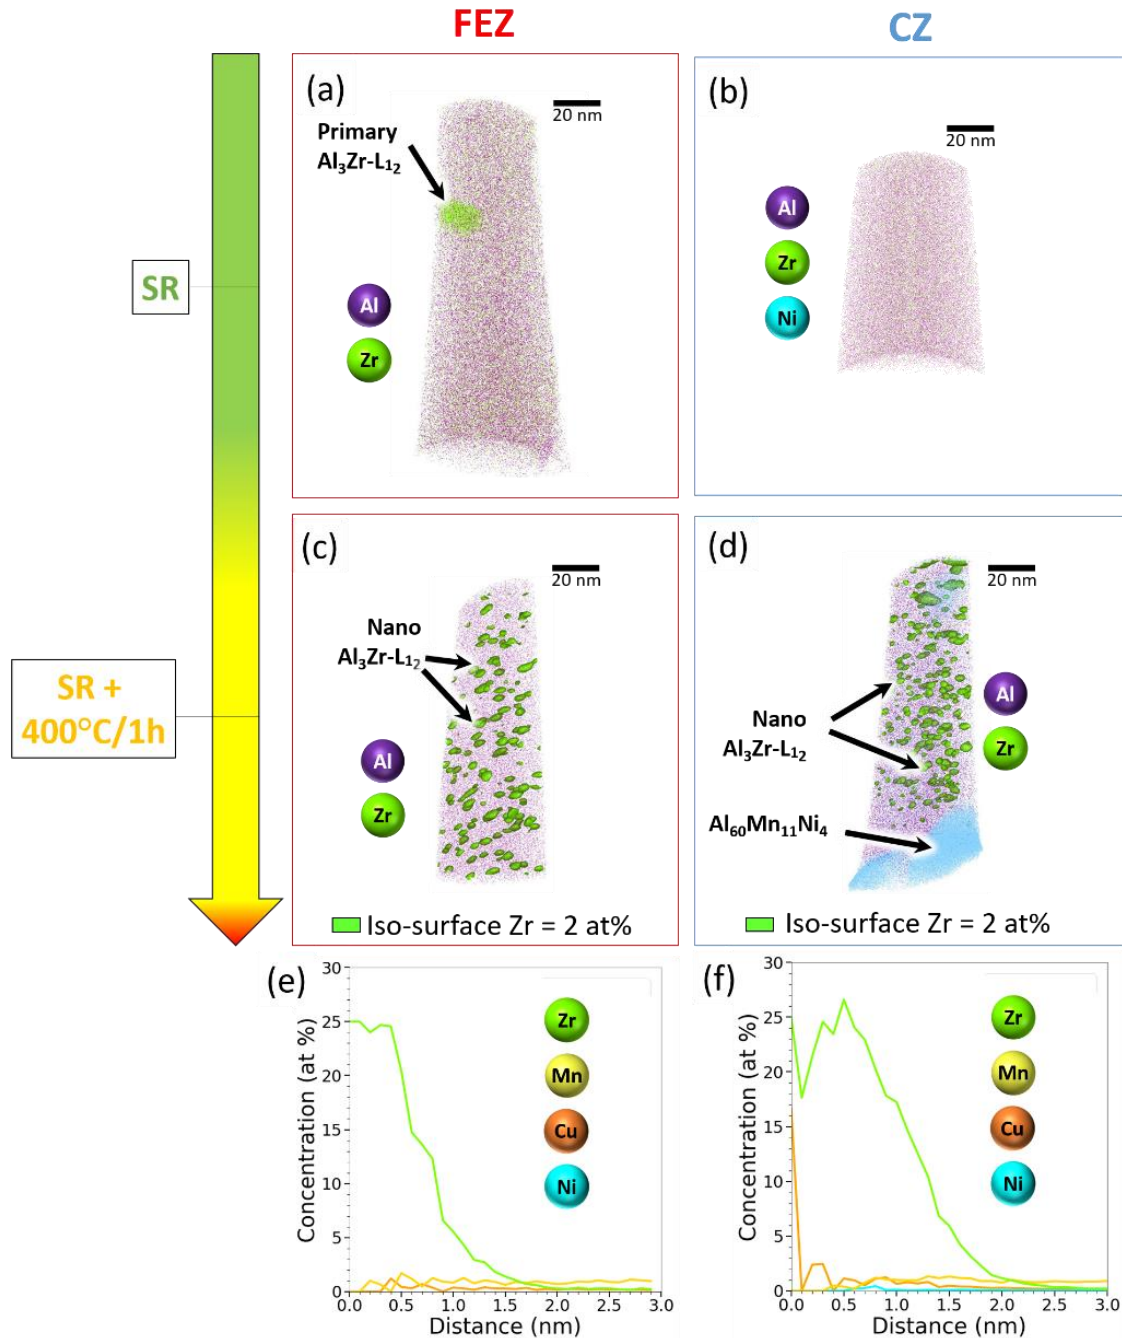 FEZ
CZ
(a)
20 nm
Primary
Al₃Zr-L₁₂
Al
Zr
(b)
20 nm
Al
Zr
Ni
SR
(c)
20 nm
Nano
Al₃Zr-L₁₂
Al
Zr
Iso-surface Zr = 2 at%
(d)
20 nm
Nano
Al₃Zr-L₁₂
Al
Zr
Al₆₀Mn₁₁Ni₄
Iso-surface Zr = 2 at%
SR +
400°C/1h
(e)
Concentration (at %)
30
25
20
15
10
5
0
Zr
Mn
Cu
Ni
0.0 0.5 1.0 1.5 2.0 2.5 3.0
Distance (nm)
(f)
Concentration (at %)
30
25
20
15
10
5
0
Zr
Mn
Cu
Ni
0.0 0.5 1.0 1.5 2.0 2.5 3.0
Distance (nm)